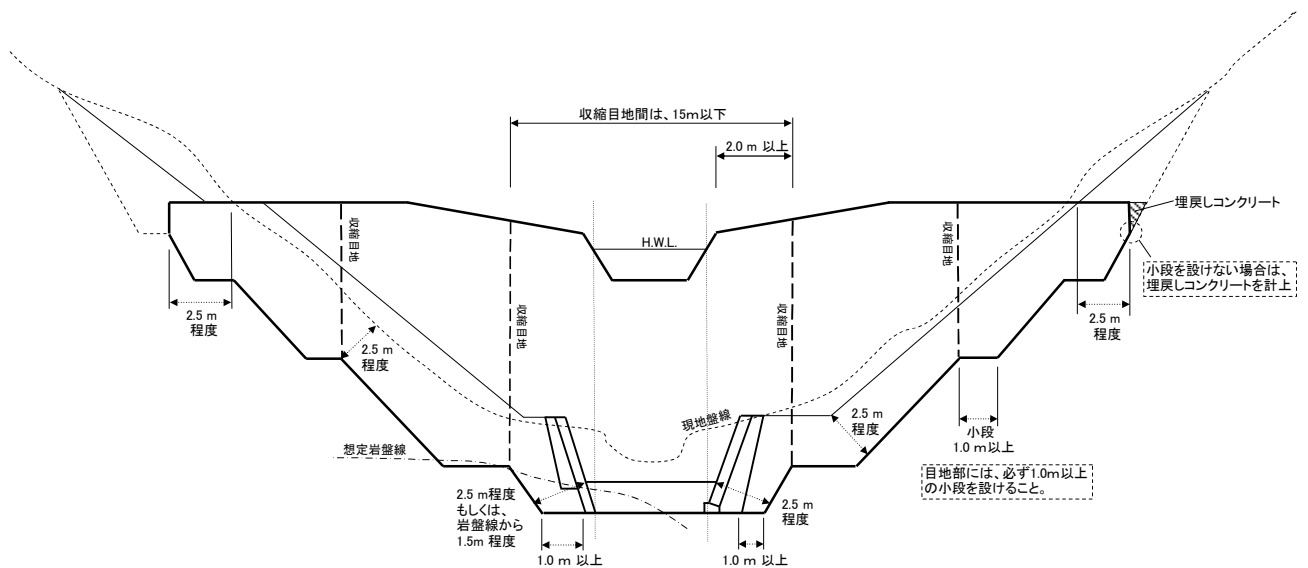 収縮目地間は、15m以下
2.0 m 以上
収縮目地
収縮目地
H.W.L.
収縮目地
収縮目地
埋戻しコンクリート
小段を設けない場合は、
埋戻しコンクリートを計上
2.5 m
程度
2.5 m
程度
2.5 m
程度
2.5 m
程度
現地盤線
想定岩盤線
小段
1.0 m以上
目地部には、必ず1.0m以上
の小段を設けること。
2.5 m程度
もしくは、
岩盤線から
1.5m 程度
2.5 m
程度
1.0 m 以上
1.0 m 以上